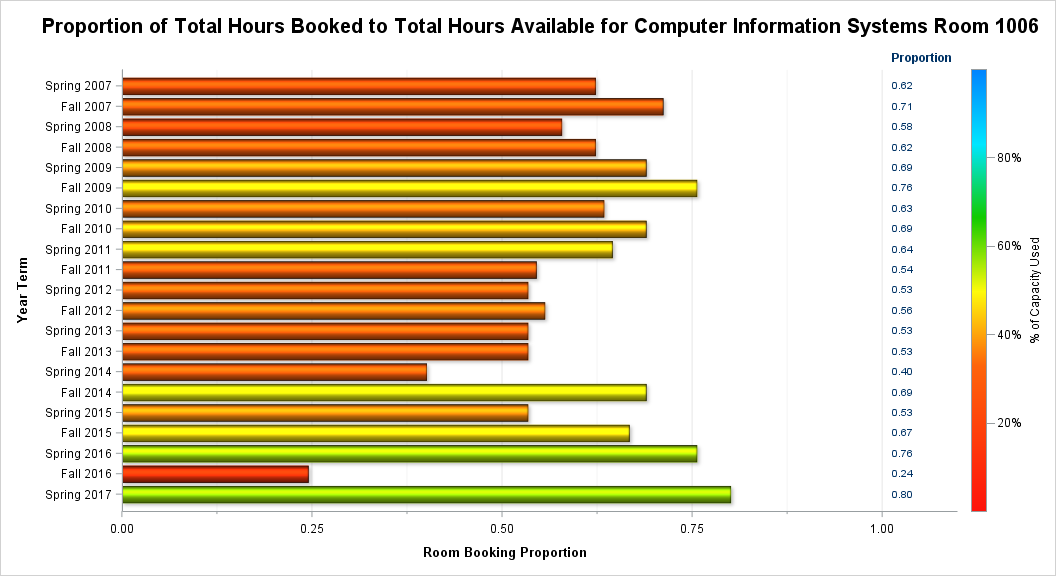 Proportion of Total Hours Booked to Total Hours Available for Computer Information Systems Room 1006
Proportion
Spring 2007 0.62
Fall 2007 0.71
Spring 2008 0.58
Fall 2008 0.62
Spring 2009 0.69
Fall 2009 0.76
Spring 2010 0.63
Fall 2010 0.69
Spring 2011 0.64
Fall 2011 0.54
Spring 2012 0.53
Fall 2012 0.56
Spring 2013 0.53
Fall 2013 0.53
Spring 2014 0.40
Fall 2014 0.69
Spring 2015 0.53
Fall 2015 0.67
Spring 2016 0.76
Fall 2016 0.24
Spring 2017 0.80
Year Term
0.00 0.25 0.50 0.75 1.00
Room Booking Proportion
80%
60%
40%
20%
% of Capacity Used